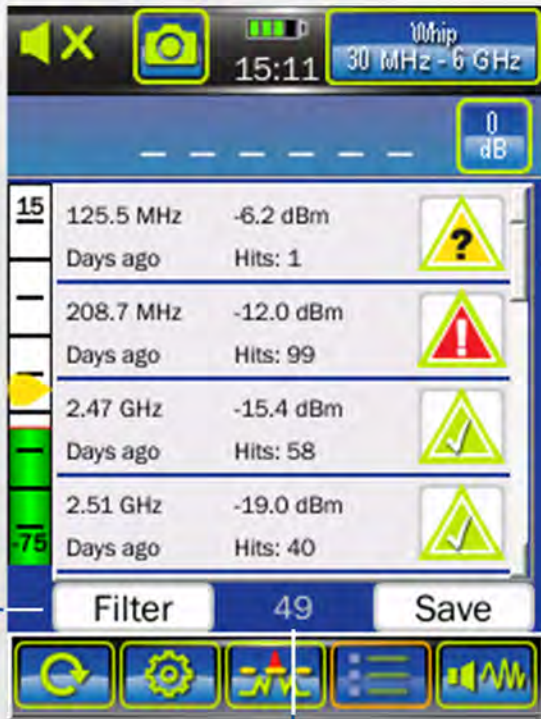 15:11
Whip
30 MHz - 6 GHz
0
dB
15
125.5 MHz -6.2 dBm
?
Days ago Hits: 1
208.7 MHz -12.0 dBm
!
Days ago Hits: 99
2.47 GHz -15.4 dBm
Days ago Hits: 58
2.51 GHz -19.0 dBm
Days ago Hits: 40
-75
Filter 49 Save